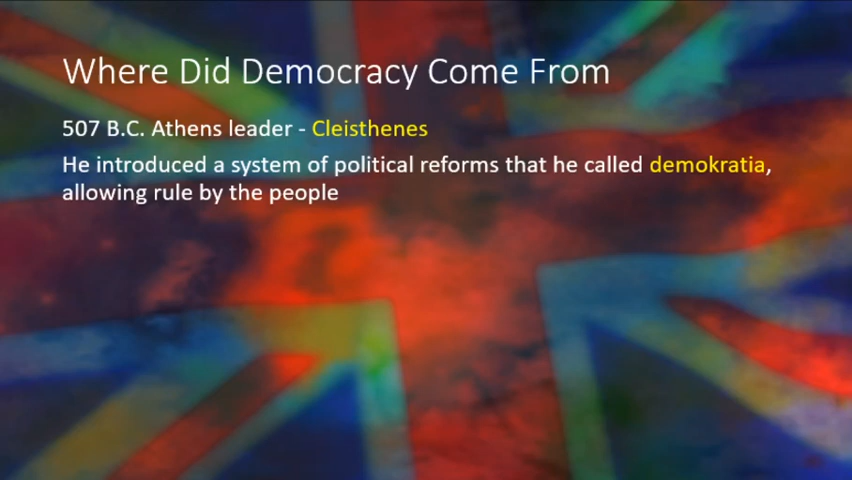 Where Did Democracy Come From
507 B.C. Athens leader - Cleisthenes
He introduced a system of political reforms that he called demokratia,
allowing rule by the people